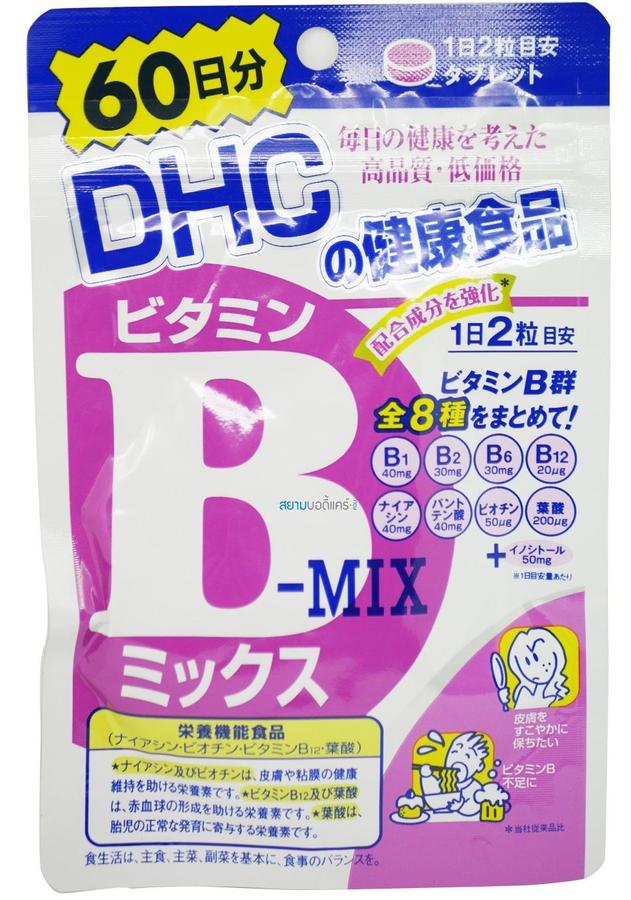 60日分
1日2粒目安
タブレット
DHC
毎日の健康を考えた
高品質・低価格
の健康食品
配合成分を強化*
1日2粒目安
ビタミン
B
-MIX
ミックス
ビタミンB群
全8種をまとめて!
B1
40mg
B2
30mg
B6
30mg
B12
20μg
ナイア
シン
40mg
パント
テン酸
40mg
ビオチン
50μg
葉酸
200μg
+イノシトール
50mg
※1日目安量あたり
สยามบอดี้แคร์
皮膚を
すこやかに
保ちたい
ビタミンB
不足に
*当社従来品比
栄養機能食品
(ナイアシン・ビオチン・ビタミンB12・葉酸)
★ナイアシン及びビオチンは、皮膚や粘膜の健康
維持を助ける栄養素です。★ビタミンB12及び葉酸
は、赤血球の形成を助ける栄養素です。★葉酸は、
胎児の正常な発育に寄与する栄養素です。
食生活は、主食、主菜、副菜を基本に、食事のバランスを。